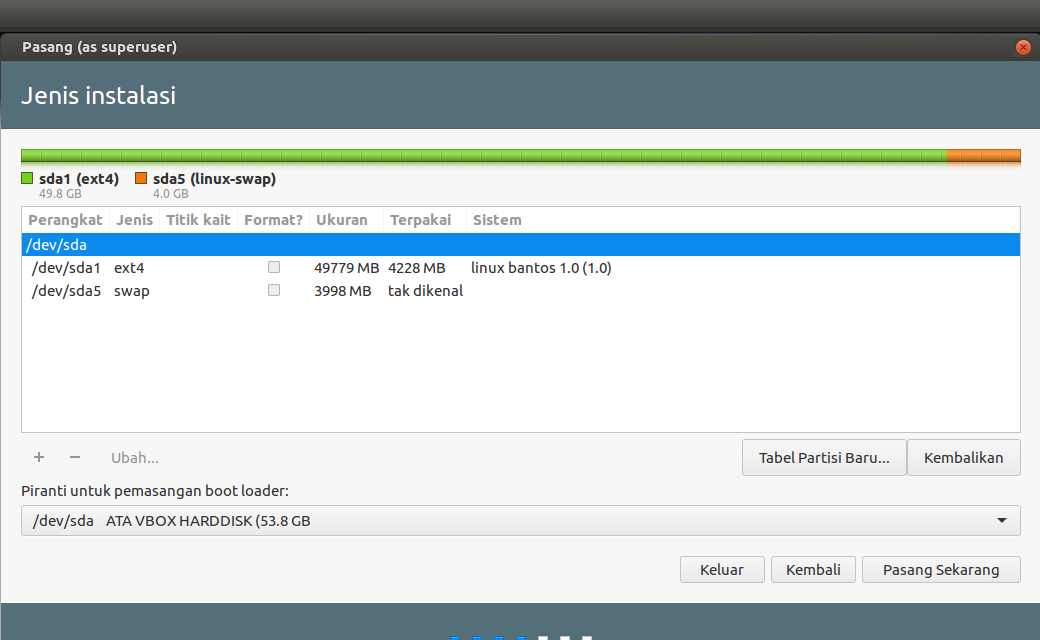 Pasang (as superuser)
Jenis instalasi
sda1 (ext4) sda5 (linux-swap)
49.8 GB 4.0 GB
Perangkat Jenis Titik kait Format? Ukuran Terpakai Sistem
/dev/sda
/dev/sda1 ext4 49779 MB 4228 MB linux bantos 1.0 (1.0)
/dev/sda5 swap 3998 MB tak dikenal
+ − Ubah... Tabel Partisi Baru... Kembalikan
Piranti untuk pemasangan boot loader:
/dev/sda ATA VBOX HARDDISK (53.8 GB
Keluar Kembali Pasang Sekarang